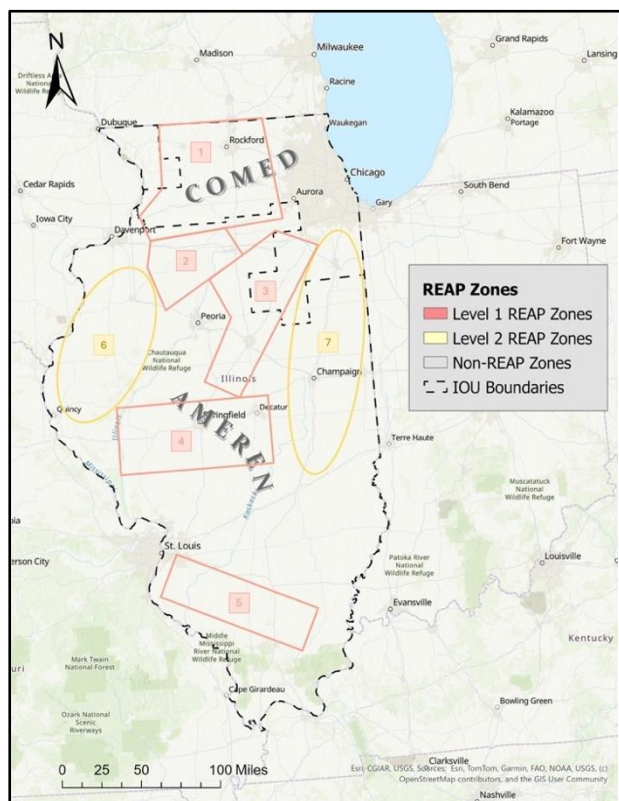 N
Madison
Milwaukee
Grand Rapids
Lansing
Driftless Area
National
Wildlife Refuge
Racine
Dubuque
Waukegan
Kalamazoo
Portage
1
Rockford
COMED
Chicago
Cedar Rapids
Aurora
Gary
South Bend
Iowa City
Davenport
Fort Wayne
2
3
REAP Zones
Level 1 REAP Zones
Level 2 REAP Zones
Non-REAP Zones
IOU Boundaries
Peoria
6
7
Chautauqua
National
Wildlife Refuge
Illinois
Champaign
Quincy
Illinois
Decatur
AMEREN
4
Terre Haute
Muscatatuck
National
Wildlife Refuge
St. Louis
Patoka River
National
Wildlife Refuge
Louisville
erson City
5
Evansville
Middle
Mississippi
River National
Wildlife Refuge
Kentucky
Mark Twain
National Forest
Cape Girardeau
Bowling Green
Ozark National
Scenic
Riverways
Clarksville
Esri, CGIAR, USGS, Sources: Esri, TomTom, Garmin, FAO, NOAA, USGS, (c)
OpenStreetMap contributors, and the GIS User Community
0 25 50 100 Miles
Nashville